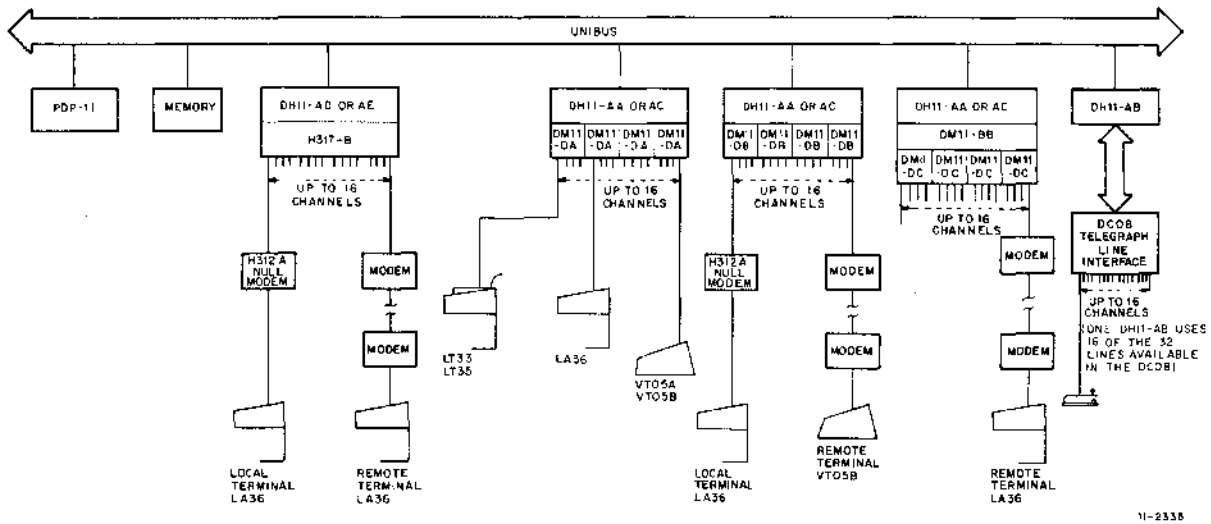 UNIBUS
PDP-11
MEMORY
DH11-AD OR AE
H317-B
UP TO 16
CHANNELS
H312A
NULL
MODEM
MODEM
MODEM
LOCAL
TERMINAL
LA36
REMOTE
TERMINAL
LA36
DH11-AA OR AC
DM11 DM11 DM11 DM11
-DA -DA -DA -DA
UP TO 16
CHANNELS
LT33
LT35
LA36
VT05A
VT05B
DH11-AA OR AC
DM11 DM11 DM11 DM11
-DB -DB -DB -DB
UP TO 16
CHANNELS
H312A
NULL
MODEM
MODEM
MODEM
LOCAL
TERMINAL
LA36
REMOTE
TERMINAL
VT05B
DH11-AA OR AC
DM11-BB
DM11 DM11 DM11 DM11
-DC -DC -DC -DC
UP TO 16
CHANNELS
MODEM
MODEM
REMOTE
TERMINAL
LA36
DH11-AB
DC08
TELEGRAPH
LINE
INTERFACE
UP TO 16
CHANNELS
(ONE DH11-AB USES
16 OF THE 32
LINES AVAILABLE
IN THE DC08)
11-2338